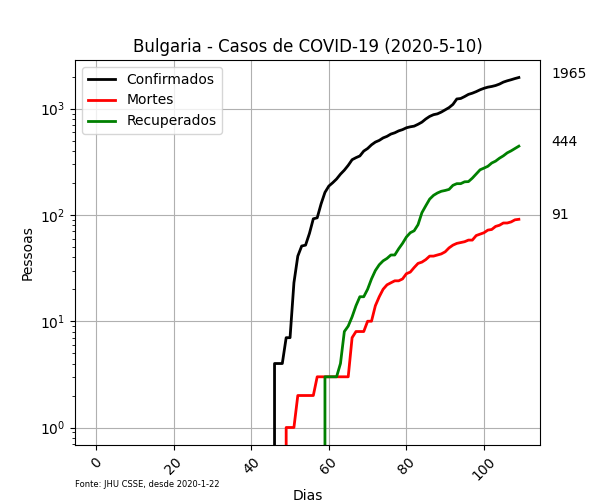 Bulgaria - Casos de COVID-19 (2020-5-10)
Confirmados
Mortes
Recuperados
1965
444
91
10³
10²
10¹
10⁰
Pessoas
0 20 40 60 80 100
Fonte: JHU CSSE, desde 2020-1-22
Dias